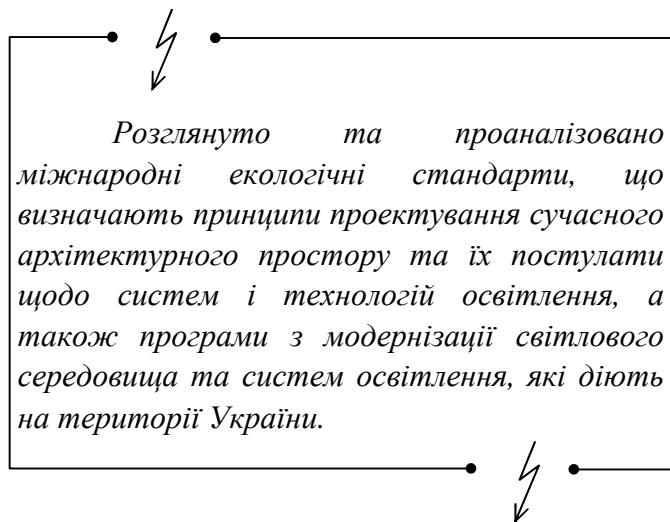 Розглянуто та проаналізовано
міжнародні екологічні стандарти, що
визначають принципи проектування сучасного
архітектурного простору та їх постулати
щодо систем і технологій освітлення, а
також програми з модернізації світлового
середовища та систем освітлення, які діють
на території України.